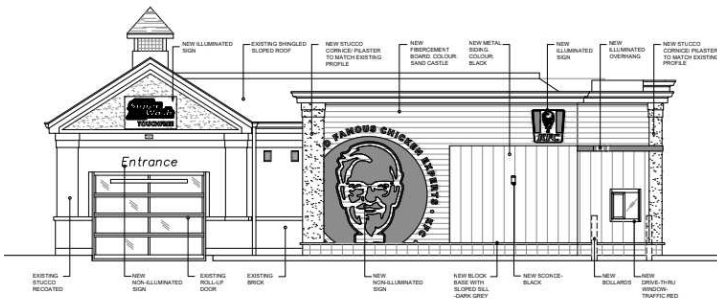 NEW ILLUMINATED
SIGN
EXISTING SHINGLED
SLOPED ROOF
NEW STUCCO
CORNICE/ PILASTER
TO MATCH EXISTING
PROFILE
NEW
FIBERCEMENT
BOARD, COLOUR:
SAND CASTLE
NEW METAL
SIDING,
COLOUR:
BLACK
NEW
ILLUMINATED
SIGN
NEW
ILLUMINATED
OVERHANG
NEW STUCCO
CORNICE/ PILASTER
TO MATCH EXISTING
PROFILE
TOUCHFREE
Entrance
D FAMOUS CHICKEN EXPERTS • KFC
KFC
EXISTING
STUCCO
RECOATED
NEW
NON-ILLUMINATED
SIGN
EXISTING
ROLL-UP
DOOR
EXISTING
BRICK
NEW
NON-ILLUMINATED
SIGN
NEW BLOCK
BASE WITH
SLOPED SILL
-DARK GREY
NEW SCONCE-
BLACK
NEW
BOLLARDS
NEW
DRIVE-THRU
WINDOW-
TRAFFIC RED